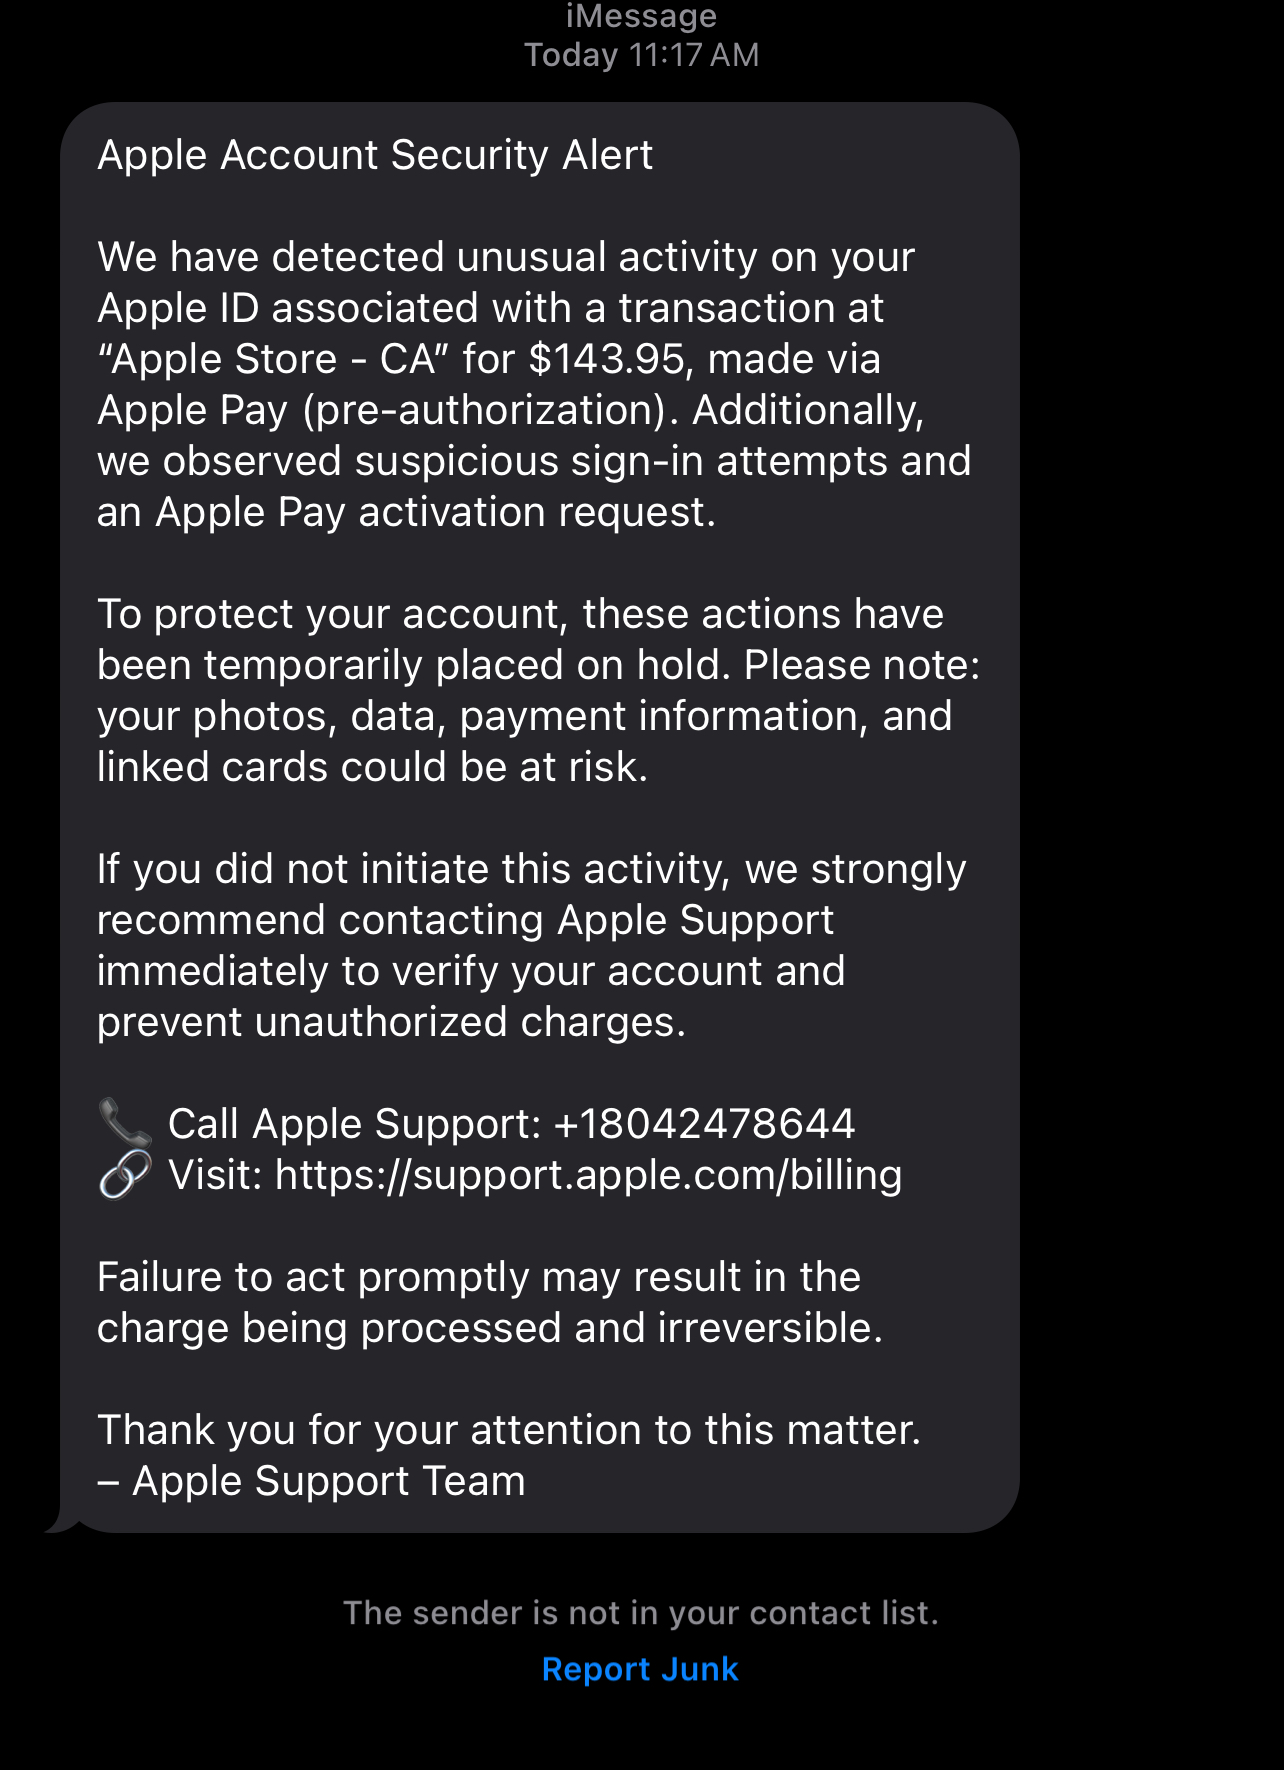 iMessage
Today 11:17 AM
Apple Account Security Alert
We have detected unusual activity on your
Apple ID associated with a transaction at
“Apple Store - CA” for $143.95, made via
Apple Pay (pre-authorization). Additionally,
we observed suspicious sign-in attempts and
an Apple Pay activation request.
To protect your account, these actions have
been temporarily placed on hold. Please note:
your photos, data, payment information, and
linked cards could be at risk.
If you did not initiate this activity, we strongly
recommend contacting Apple Support
immediately to verify your account and
prevent unauthorized charges.
📞 Call Apple Support: +18042478644
🔗 Visit: https://support.apple.com/billing
Failure to act promptly may result in the
charge being processed and irreversible.
Thank you for your attention to this matter.
– Apple Support Team
The sender is not in your contact list.
Report Junk